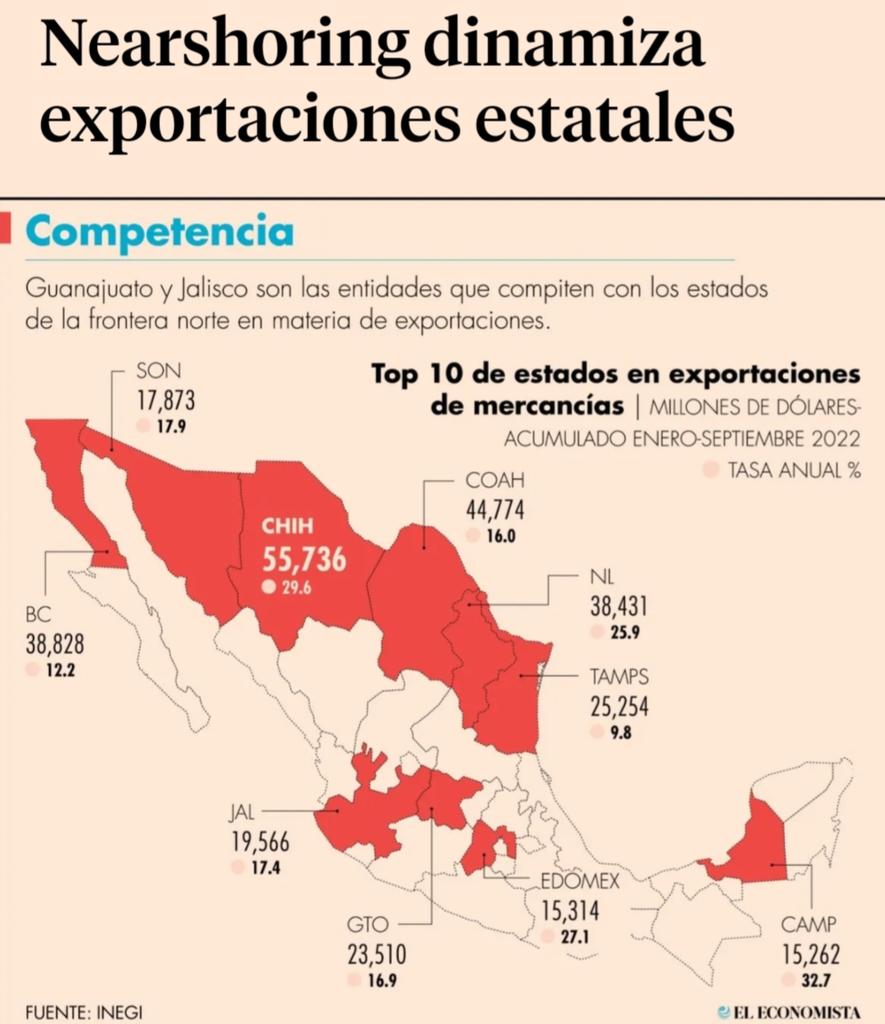 Nearshoring dinamiza
exportaciones estatales
Competencia
Guanajuato y Jalisco son las entidades que compiten con los estados
de la frontera norte en materia de exportaciones.
Top 10 de estados en exportaciones
de mercancías | MILLONES DE DÓLARES-
ACUMULADO ENERO-SEPTIEMBRE 2022
TASA ANUAL %
SON
17,873
17.9
COAH
44,774
16.0
CHIH
55,736
29.6
NL
38,431
25.9
BC
38,828
12.2
TAMPS
25,254
9.8
JAL
19,566
17.4
EDOMEX
15,314
27.1
GTO
23,510
16.9
CAMP
15,262
32.7
FUENTE: INEGI
EL ECONOMISTA